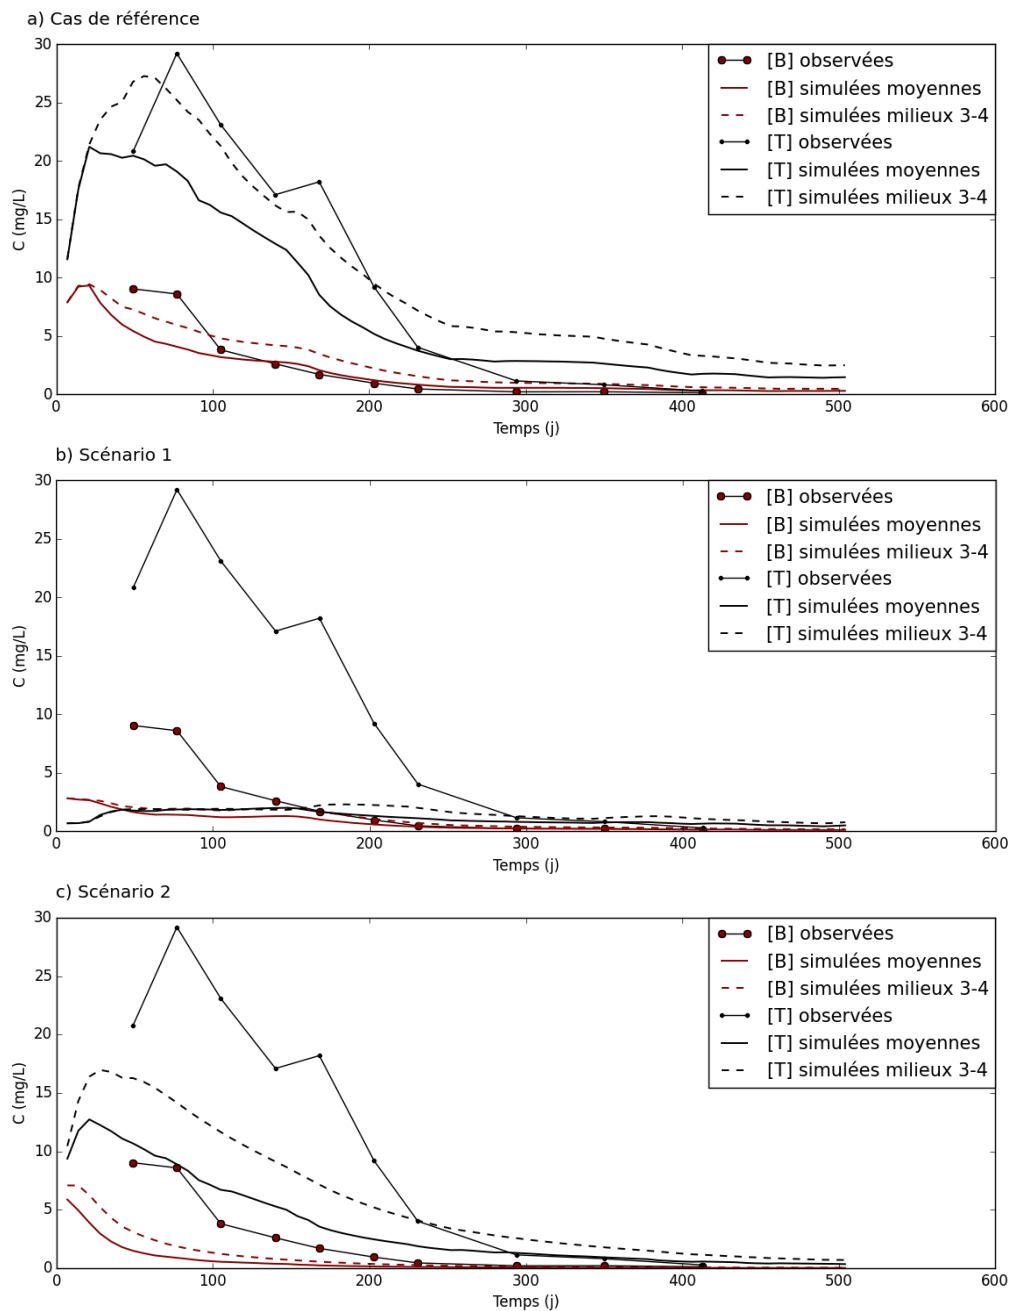 a) Cas de référence
30
25
20
15
10
5
0
C (mg/L)
[B] observées
[B] simulées moyennes
[B] simulées milieux 3-4
[T] observées
[T] simulées moyennes
[T] simulées milieux 3-4
0 100 200 300 400 500 600
Temps (j)
b) Scénario 1
30
25
20
15
10
5
0
C (mg/L)
[B] observées
[B] simulées moyennes
[B] simulées milieux 3-4
[T] observées
[T] simulées moyennes
[T] simulées milieux 3-4
0 100 200 300 400 500 600
Temps (j)
c) Scénario 2
30
25
20
15
10
5
0
C (mg/L)
[B] observées
[B] simulées moyennes
[B] simulées milieux 3-4
[T] observées
[T] simulées moyennes
[T] simulées milieux 3-4
0 100 200 300 400 500 600
Temps (j)